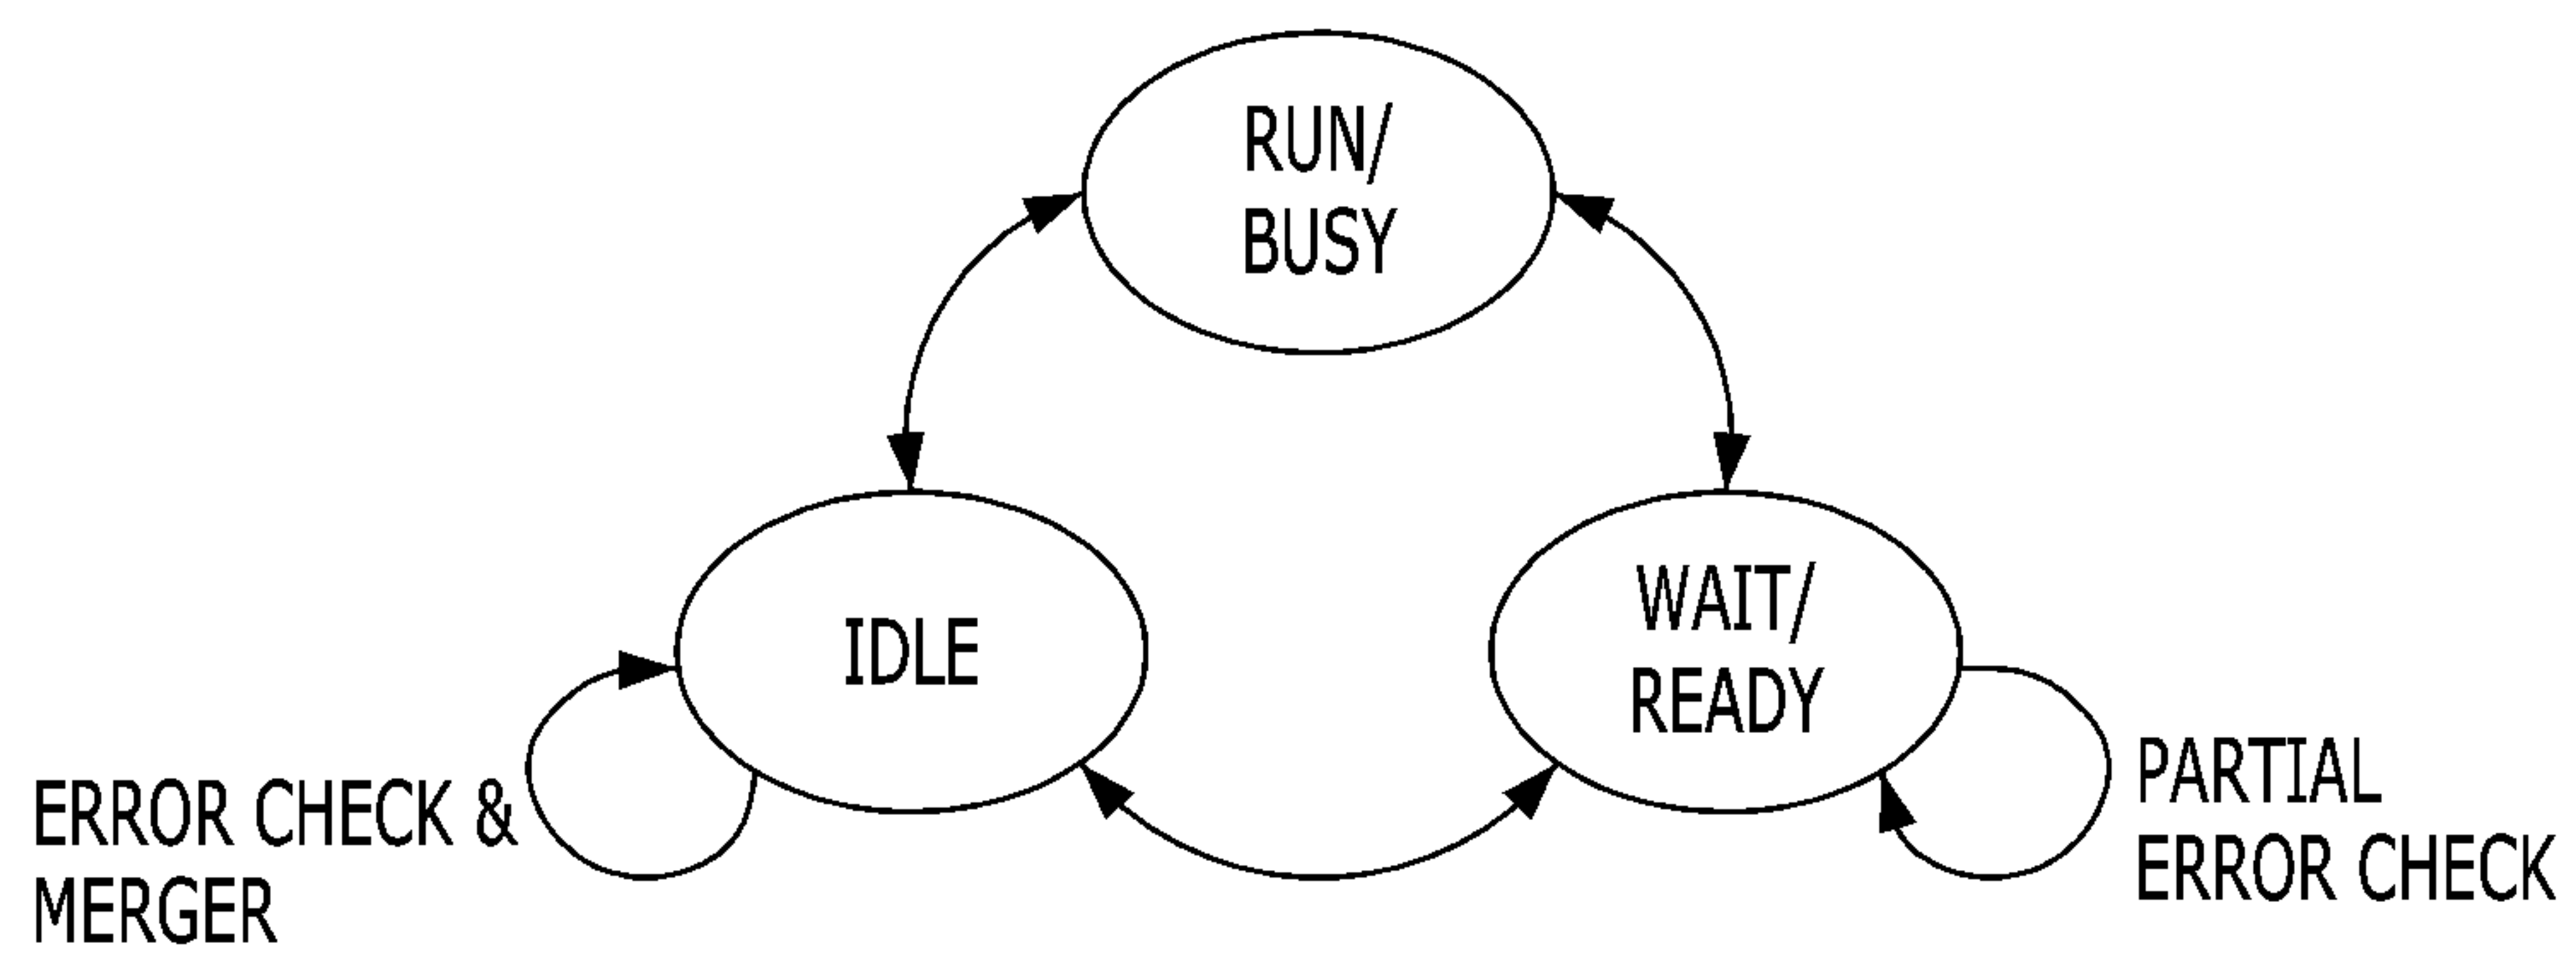 RUN/
BUSY
IDLE
WAIT/
READY
ERROR CHECK &
MERGER
PARTIAL
ERROR CHECK